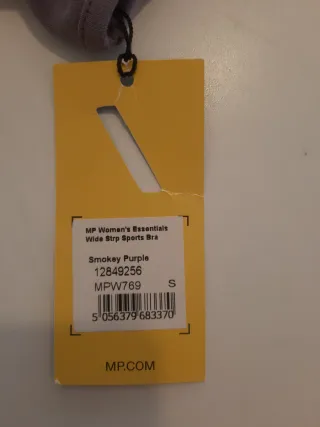 MP Women's Essentials
Wide Strp Sports Bra
Smokey Purple
12849256
MPW769 S
5 056379 683370
MP.COM